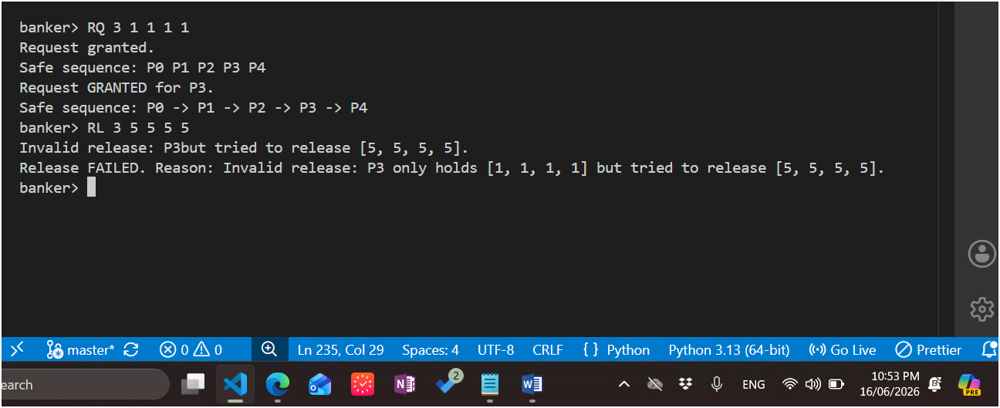 banker> RQ 3 1 1 1 1
Request granted.
Safe sequence: P0 P1 P2 P3 P4
Request GRANTED for P3.
Safe sequence: P0 -> P1 -> P2 -> P3 -> P4
banker> RL 3 5 5 5 5
Invalid release: P3but tried to release [5, 5, 5, 5].
Release FAILED. Reason: Invalid release: P3 only holds [1, 1, 1, 1] but tried to release [5, 5, 5, 5].
banker>
master* 0 0 Ln 235, Col 29 Spaces: 4 UTF-8 CRLF { } Python Python 3.13 (64-bit) Go Live Prettier
earch N 2 W ENG 10:53 PM PRE
16/06/2026